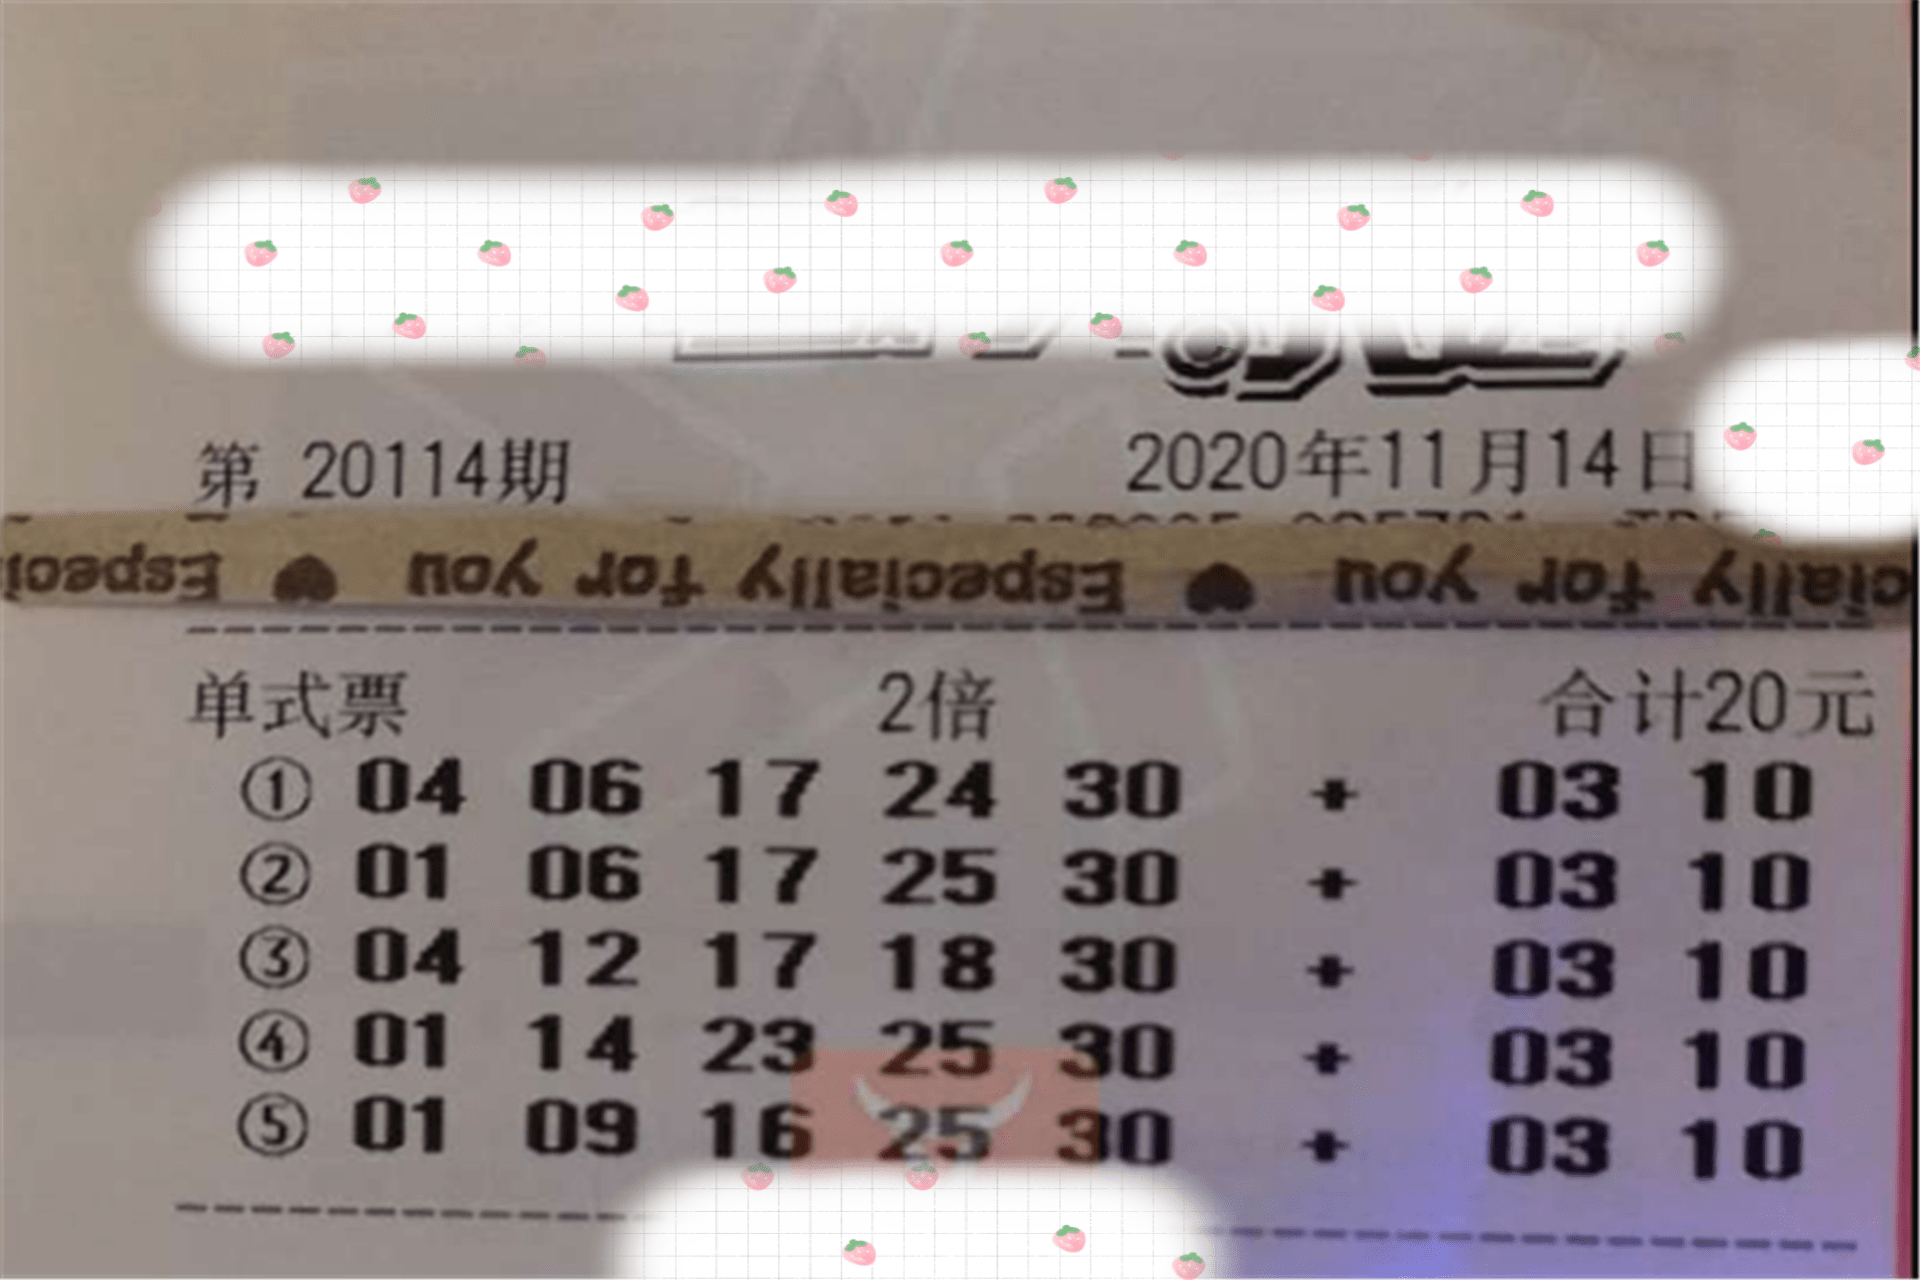 第 20114期 2020年11月14日
Especially for you Especially for you
单式票 2倍 合计20元
① 04 06 17 24 30 + 03 10
② 01 06 17 25 30 + 03 10
③ 04 12 17 18 30 + 03 10
④ 01 14 23 25 30 + 03 10
⑤ 01 09 16 25 30 + 03 10